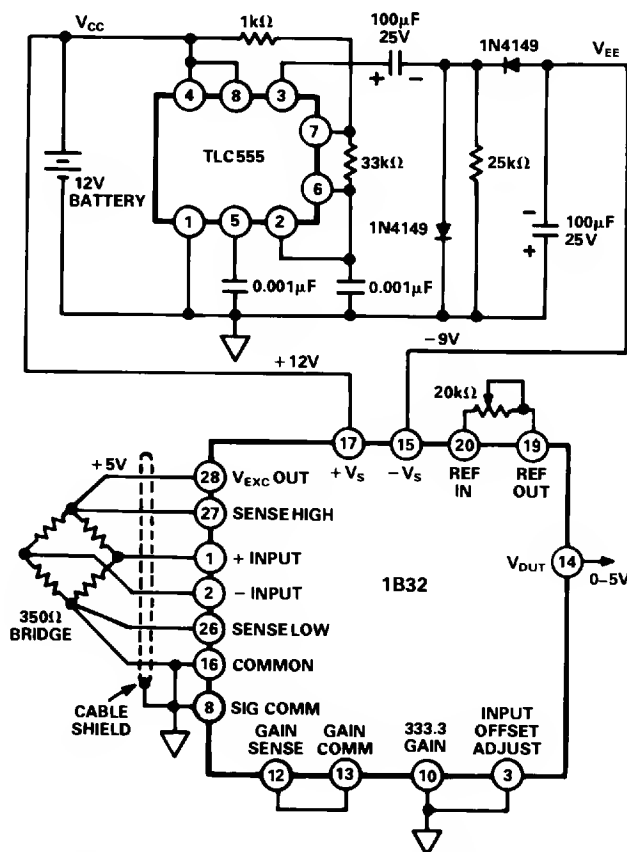 VCC
1kΩ
100μF
25V
1N4149
VEE
4
8
3
7
TLC555
33kΩ
25kΩ
12V
BATTERY
6
1
5
2
1N4149
100μF
25V
0.001μF
0.001μF
+12V
−9V
20kΩ
17
15
20
19
+VS
−VS
REF
IN
REF
OUT
+5V
28
VEXC OUT
27
SENSE HIGH
1
+ INPUT
2
− INPUT
1B32
VDUT
14
0–5V
350Ω
BRIDGE
26
SENSE LOW
16
COMMON
CABLE
SHIELD
8
SIG COMM
GAIN
SENSE
GAIN
COMM
333.3
GAIN
INPUT
OFFSET
ADJUST
12
13
10
3